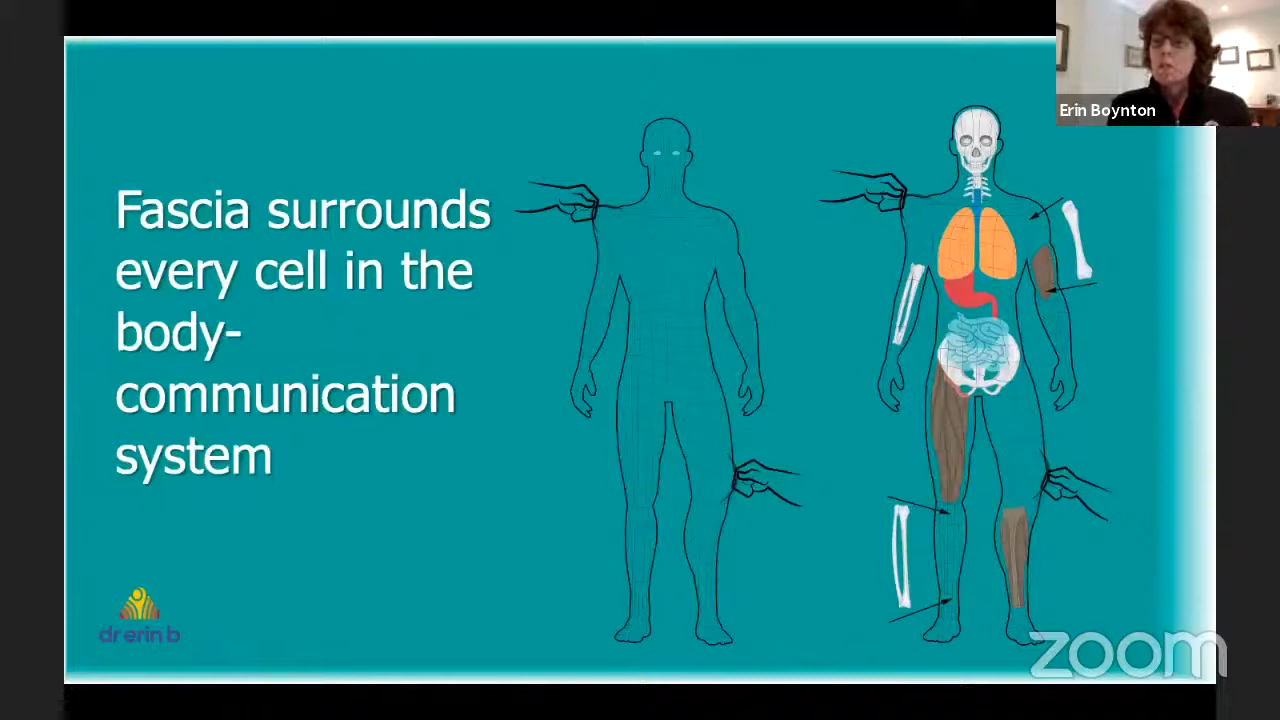 Erin Boynton
Fascia surrounds
every cell in the
body-
communication
system
dr erin b
zoom